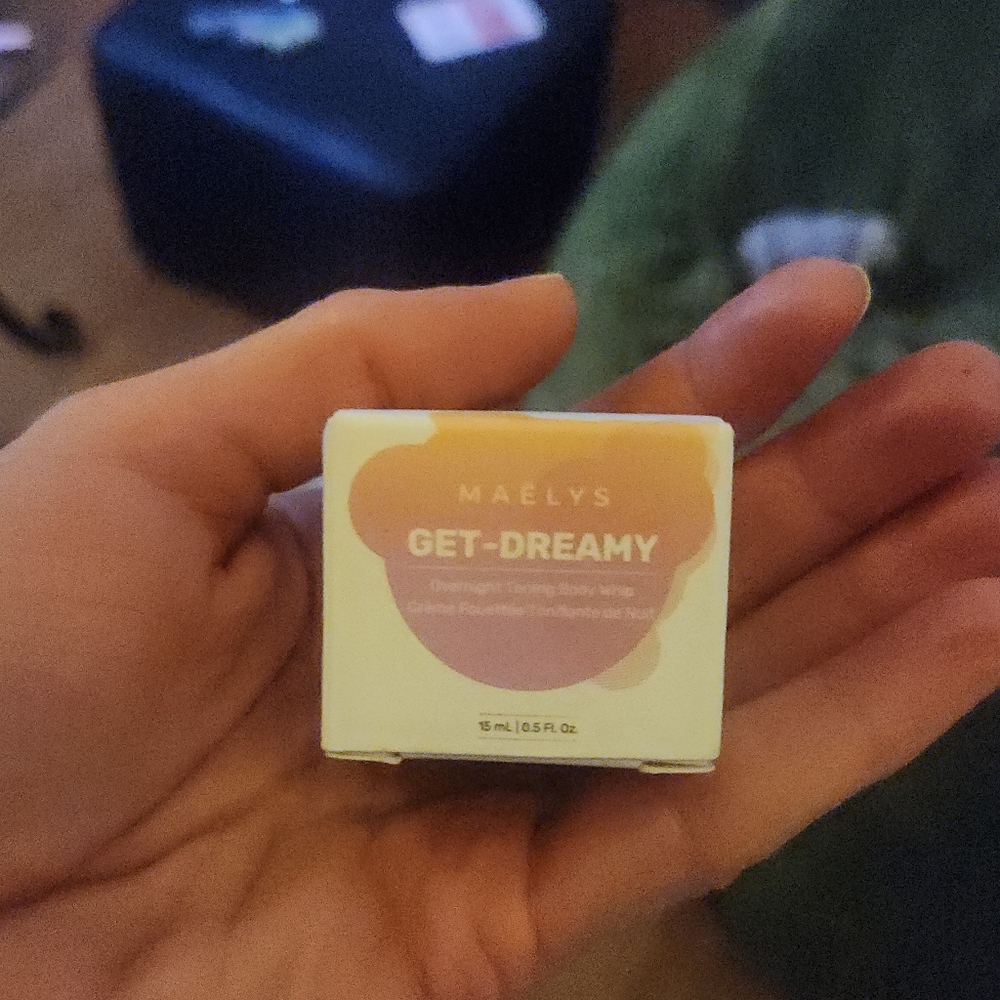 MAËLYS
GET-DREAMY
Overnight Toning Body Whip
Crème Fouettée Tonifiante de Nuit
15 mL | 0.5 Fl. Oz.